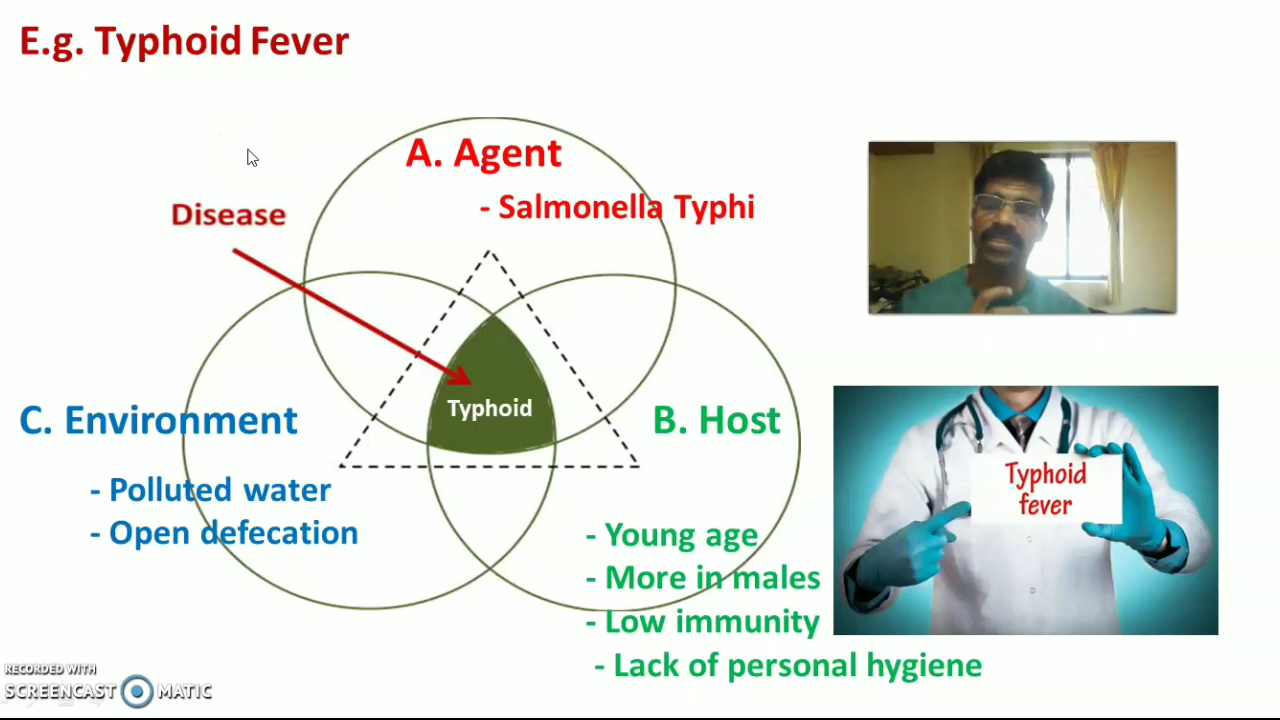 E.g. Typhoid Fever
A. Agent
- Salmonella Typhi
Disease
Typhoid
C. Environment
- Polluted water
- Open defecation
B. Host
- Young age
- More in males
- Low immunity
- Lack of personal hygiene
Typhoid
fever
RECORDED WITH
SCREENCAST MATIC